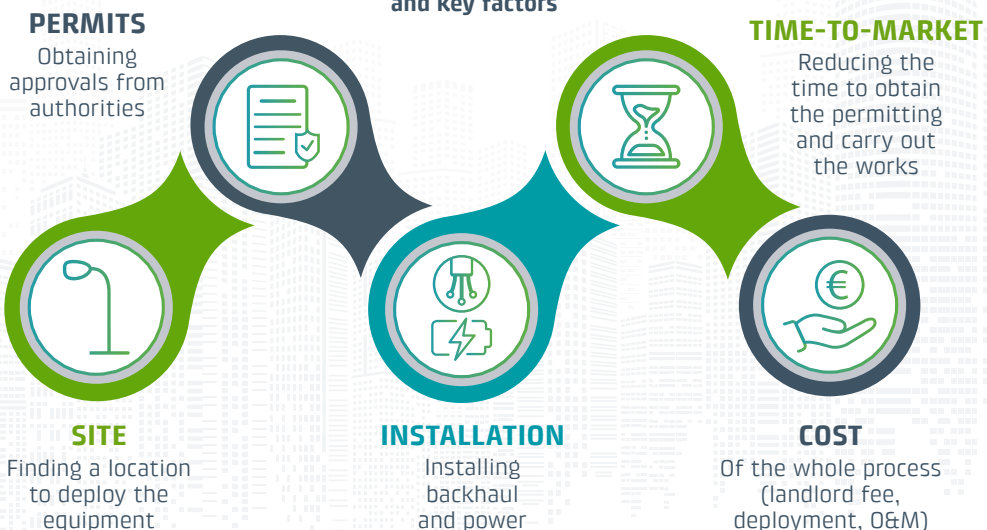 and key factors
PERMITS
Obtaining
approvals from
authorities
TIME-TO-MARKET
Reducing the
time to obtain
the permitting
and carry out
the works
€
SITE
Finding a location
to deploy the
equipment
INSTALLATION
Installing
backhaul
and power
COST
Of the whole process
(landlord fee,
deployment, O&M)